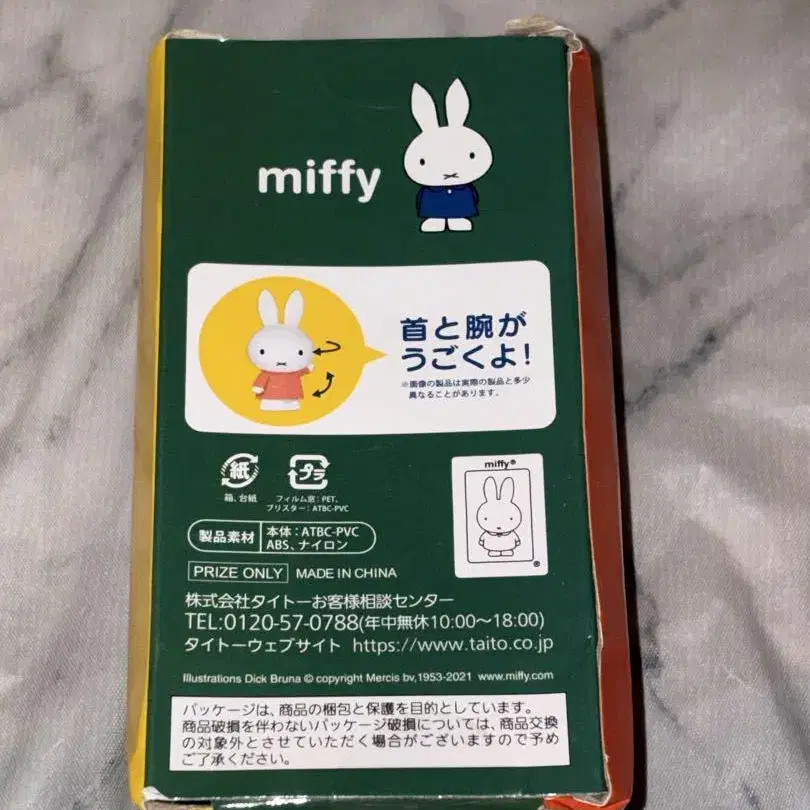 miffy
首と腕が
うごくよ!
※画像の製品は実際の製品と多少
異なることがあります。
紙
箱、台紙
プラ
フィルム窓:PET、
ブリスター:ATBC-PVC
miffy®
®
製品素材
本体:ATBC-PVC
ABS、ナイロン
PRIZE ONLY MADE IN CHINA
株式会社タイトーお客様相談センター
TEL:0120-57-0788(年中無休10:00〜18:00)
タイトーウェブサイト https://www.taito.co.jp
Illustrations Dick Bruna © copyright Mercis bv,1953-2021 www.miffy.com
パッケージは、商品の梱包と保護を目的としています。
商品破損を伴わないパッケージ破損については、商品交換
の対象外とさせていただく場合がございますので予め
ご了承ください。